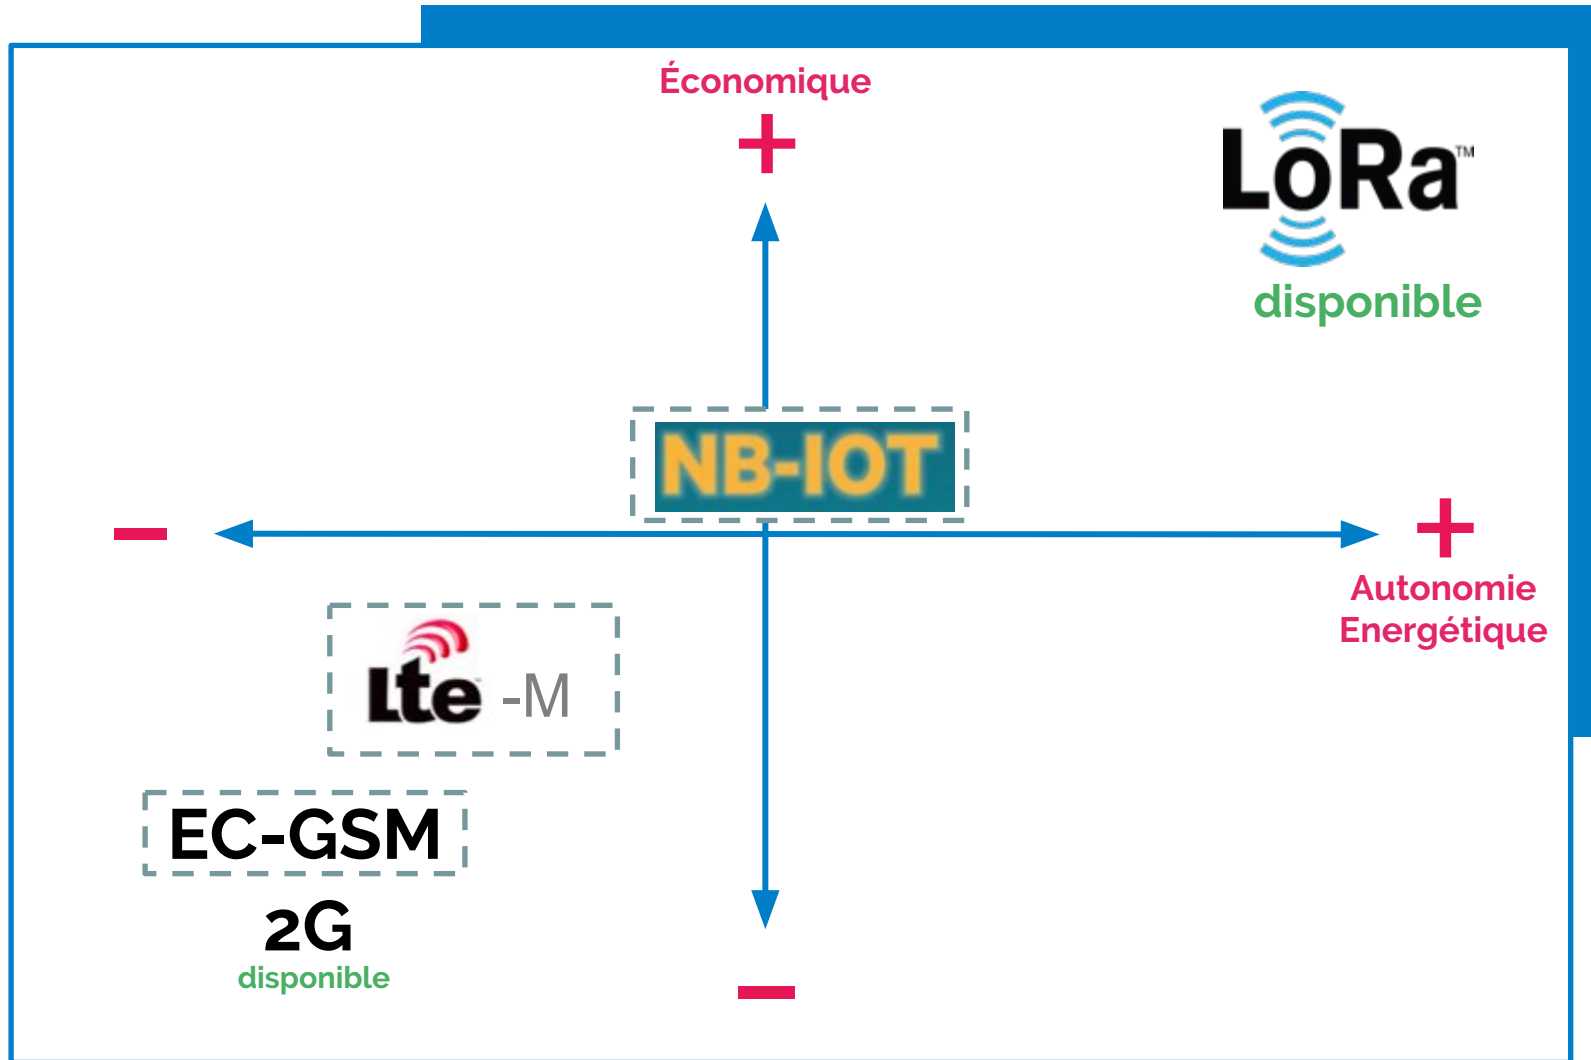 Économique
+
LoRa™
disponible
NB-IOT
−
+
Autonomie
Energétique
Lte -M
EC-GSM
2G
disponible
−